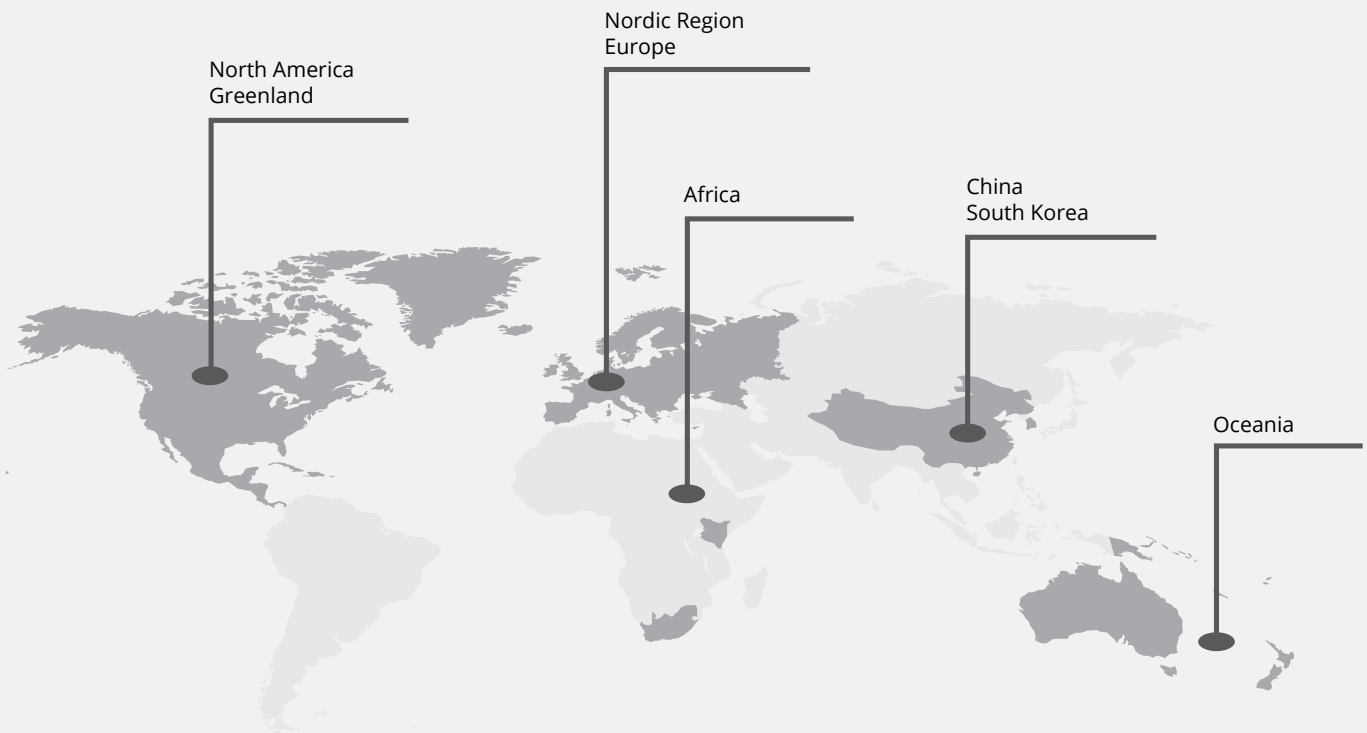 Nordic Region
Europe
North America
Greenland
China
South Korea
Africa
Oceania